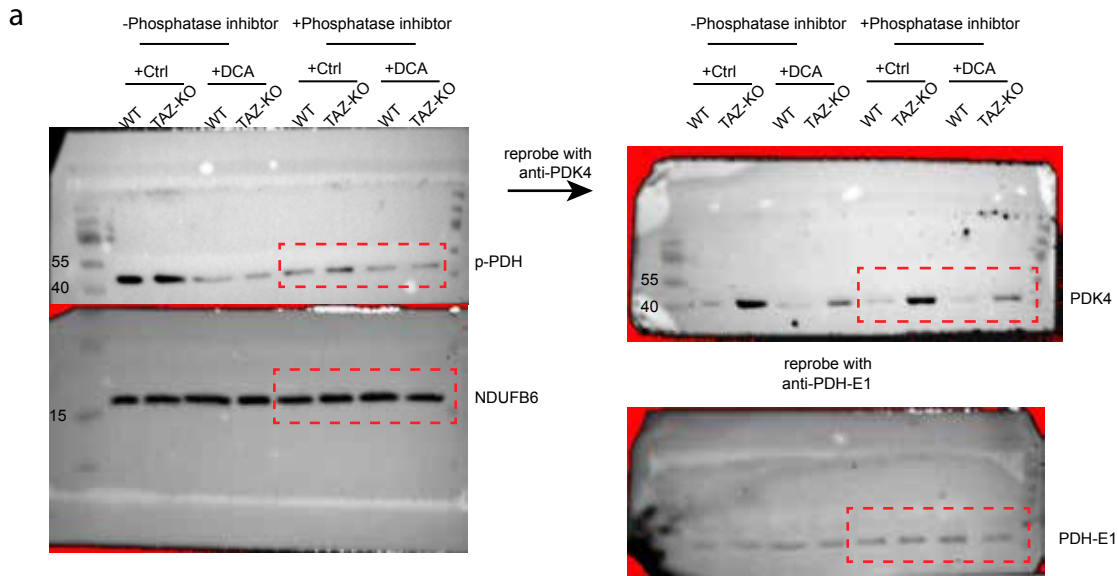 a
-Phosphatase inhibtor +Phosphatase inhibtor
+Ctrl +DCA +Ctrl +DCA
WT TAZ-KO WT TAZ-KO WT TAZ-KO WT TAZ-KO
55
40
p-PDH
15
NDUFB6
reprobe with
anti-PDK4
-Phosphatase inhibtor +Phosphatase inhibtor
+Ctrl +DCA +Ctrl +DCA
WT TAZ-KO WT TAZ-KO WT TAZ-KO WT TAZ-KO
55
40
PDK4
reprobe with
anti-PDH-E1
PDH-E1